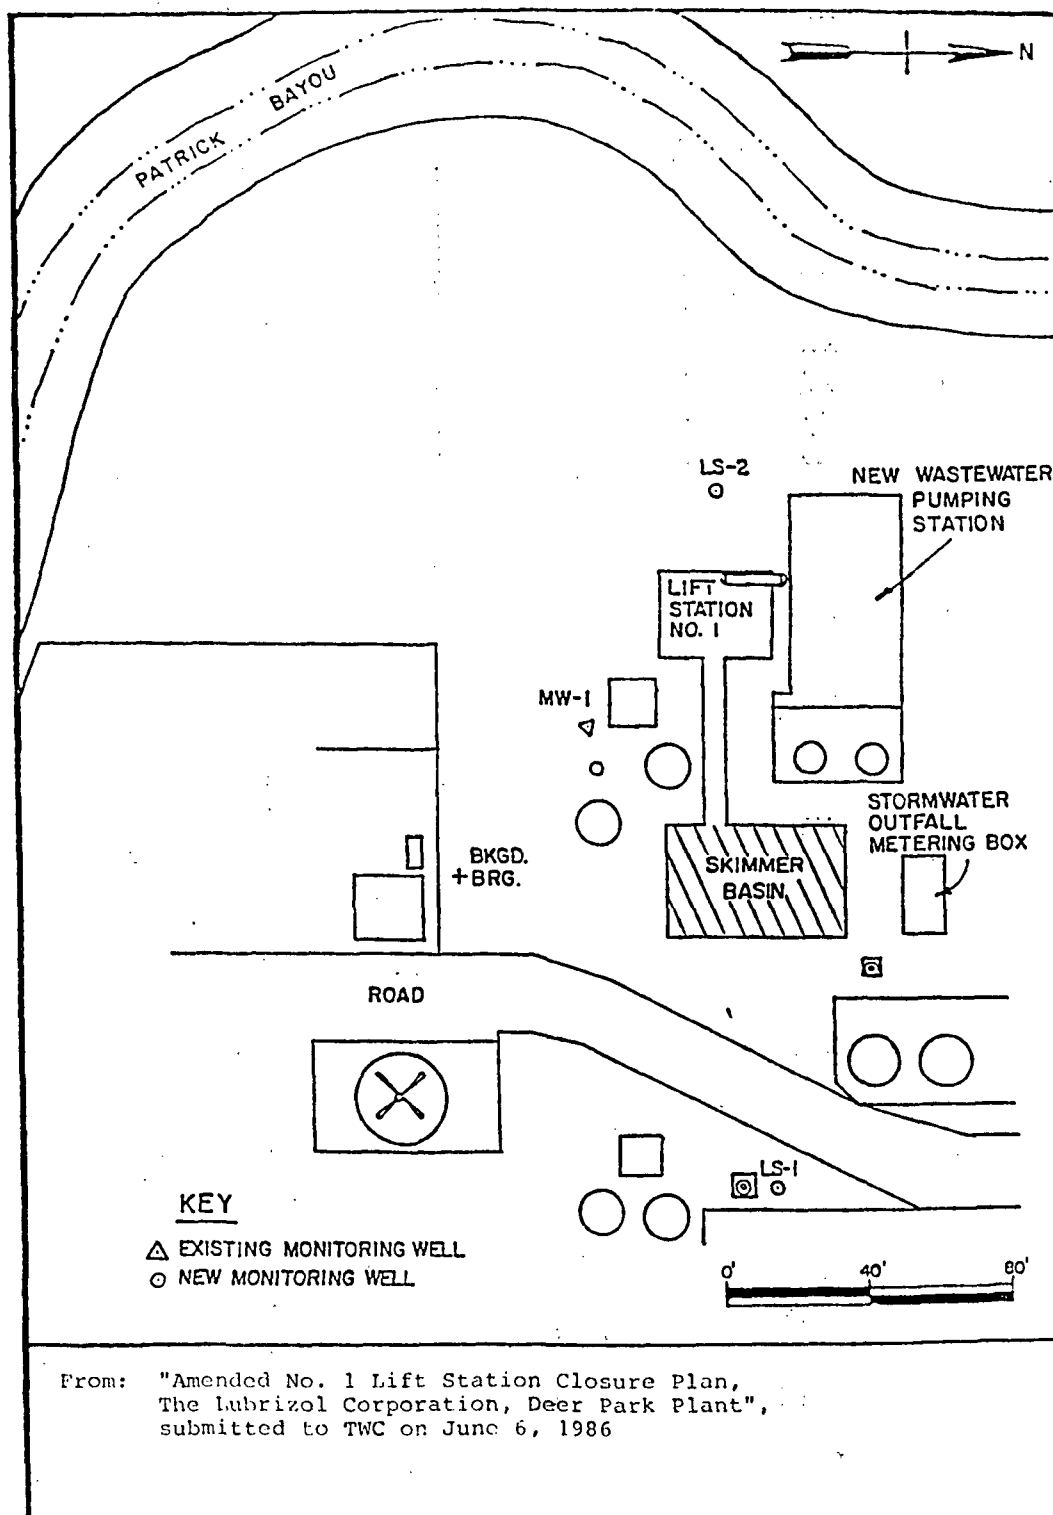 N
PATRICK BAYOU
LS-2
NEW WASTEWATER
PUMPING
STATION
LIFT
STATION
NO. 1
MW-1
STORMWATER
OUTFALL
METERING BOX
BKGD.
+BRG.
SKIMMER
BASIN
ROAD
LS-1
KEY
EXISTING MONITORING WELL
NEW MONITORING WELL
0' 40' 80'
From: "Amended No. 1 Lift Station Closure Plan,
The Lubrizol Corporation, Deer Park Plant",
submitted to TWC on June 6, 1986